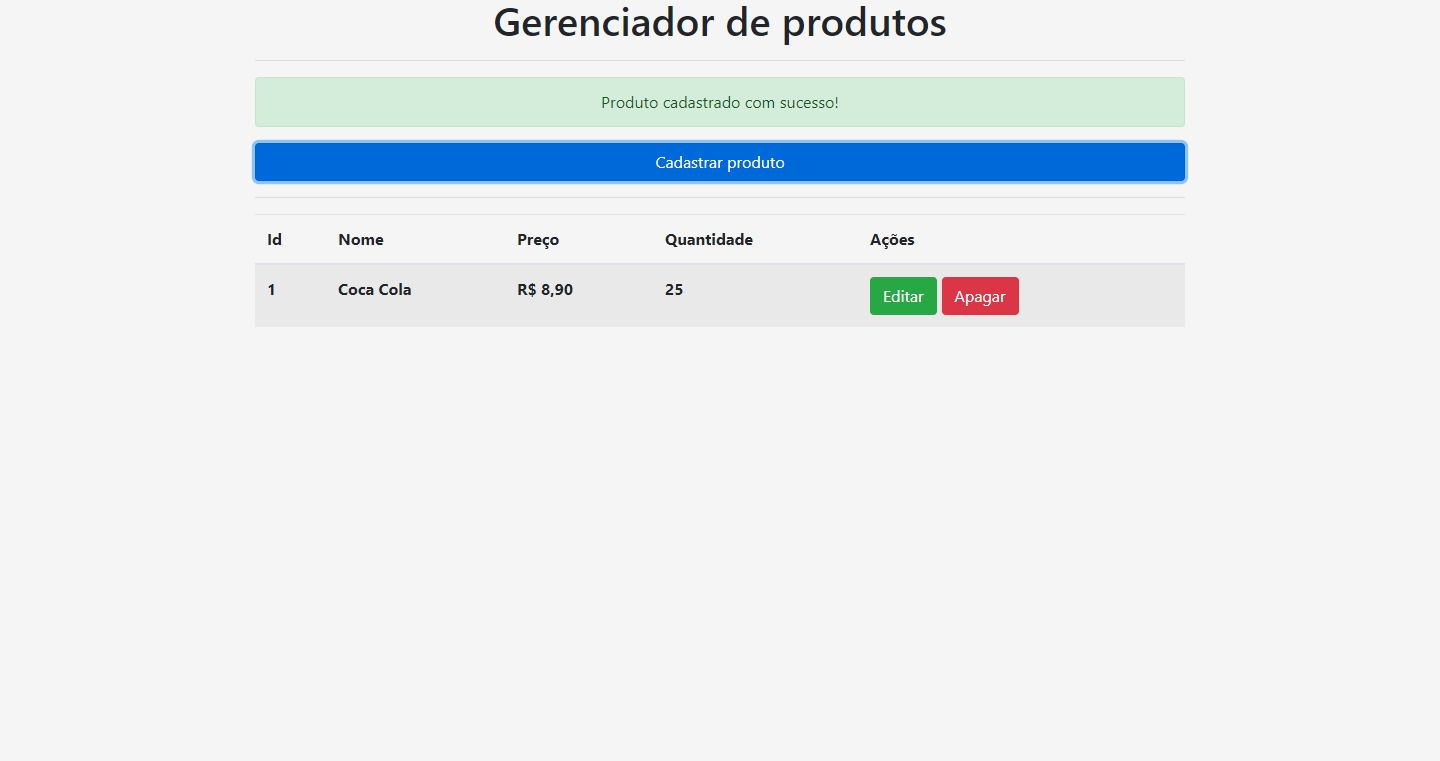 Gerenciador de produtos
Produto cadastrado com sucesso!
Cadastrar produto
Id Nome Preço Quantidade Ações
1 Coca Cola R$ 8,90 25 Editar Apagar